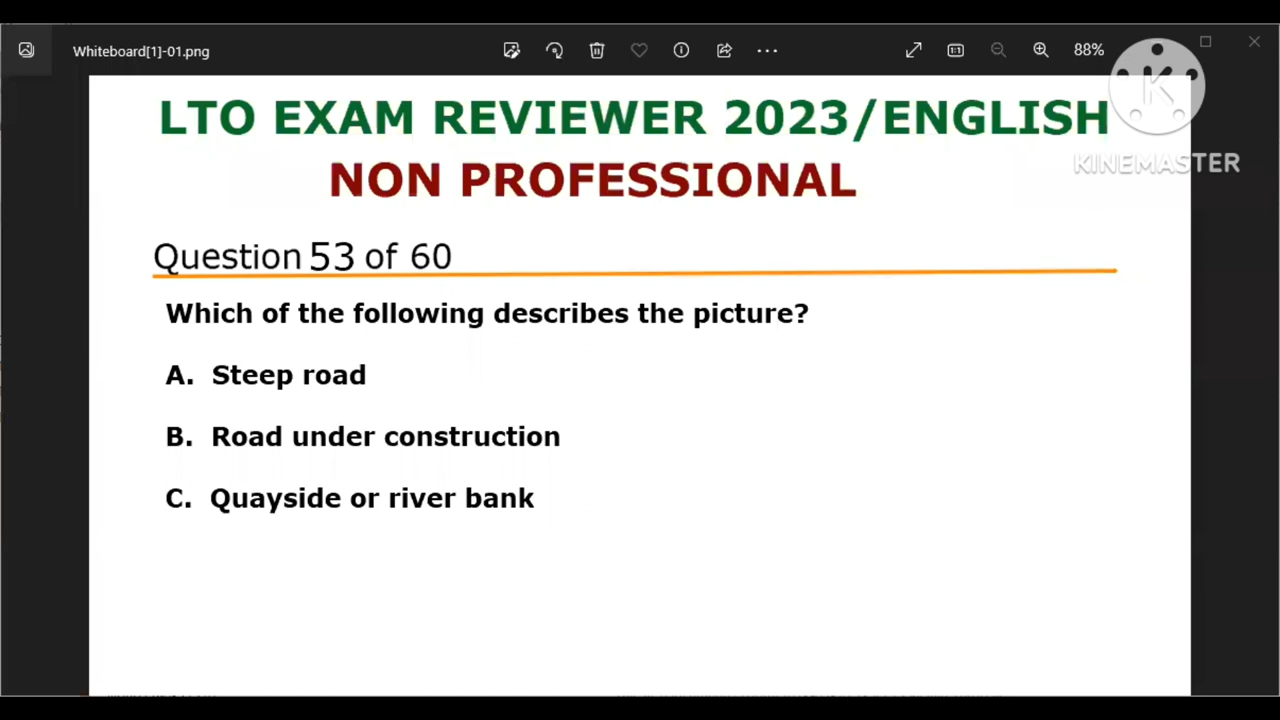 Whiteboard[1]-01.png
88%
LTO EXAM REVIEWER 2023/ENGLISH
NON PROFESSIONAL
KINEMASTER
Question 53 of 60
Which of the following describes the picture?
A. Steep road
B. Road under construction
C. Quayside or river bank